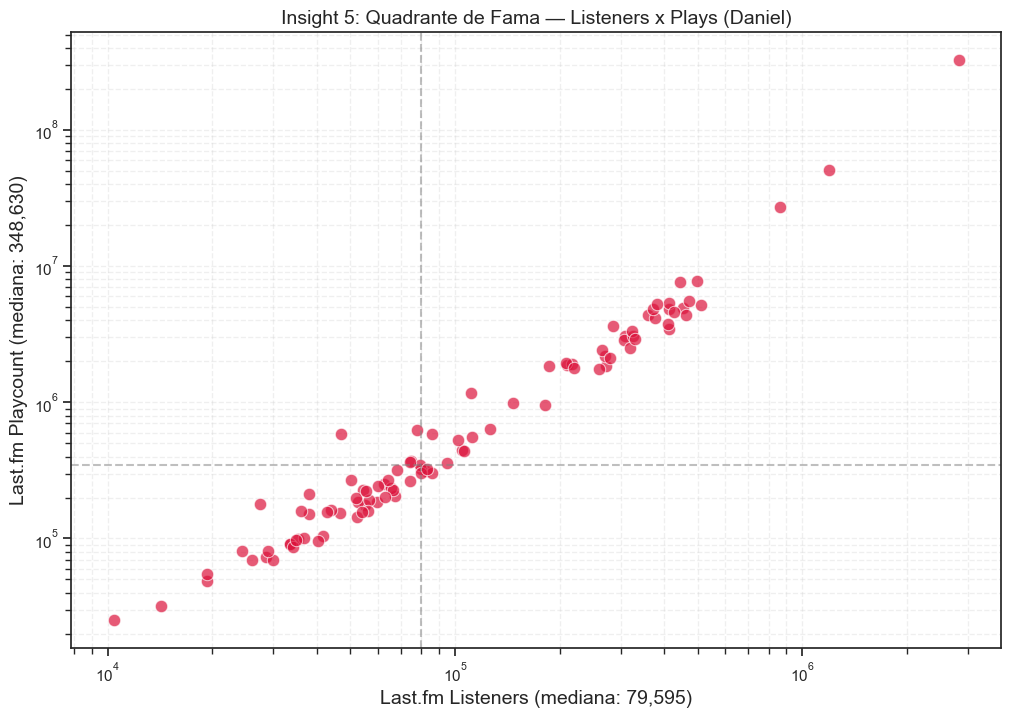 Insight 5: Quadrante de Fama — Listeners x Plays (Daniel)
Last.fm Playcount (mediana: 348,630)
10^8
10^7
10^6
10^5
10^4
10^5
10^6
Last.fm Listeners (mediana: 79,595)